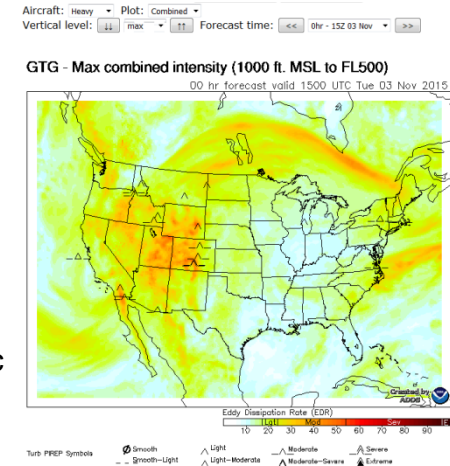 Aircraft: Heavy Plot: Combined
Vertical level: ↓↓ max ↑↑ Forecast time: << 0hr - 15Z 03 Nov >>
GTG - Max combined intensity (1000 ft. MSL to FL500)
00 hr forecast valid 1500 UTC Tue 03 Nov 2015
c
Created by
ADDS
Eddy Dissipation Rate (EDR)
Lgt Mod Sev E
10 20 30 40 50 60 70 80 90
Turb PIREP Symbols Smooth Light Moderate Severe
Smooth-Light Light-Moderate Moderate-Severe Extreme